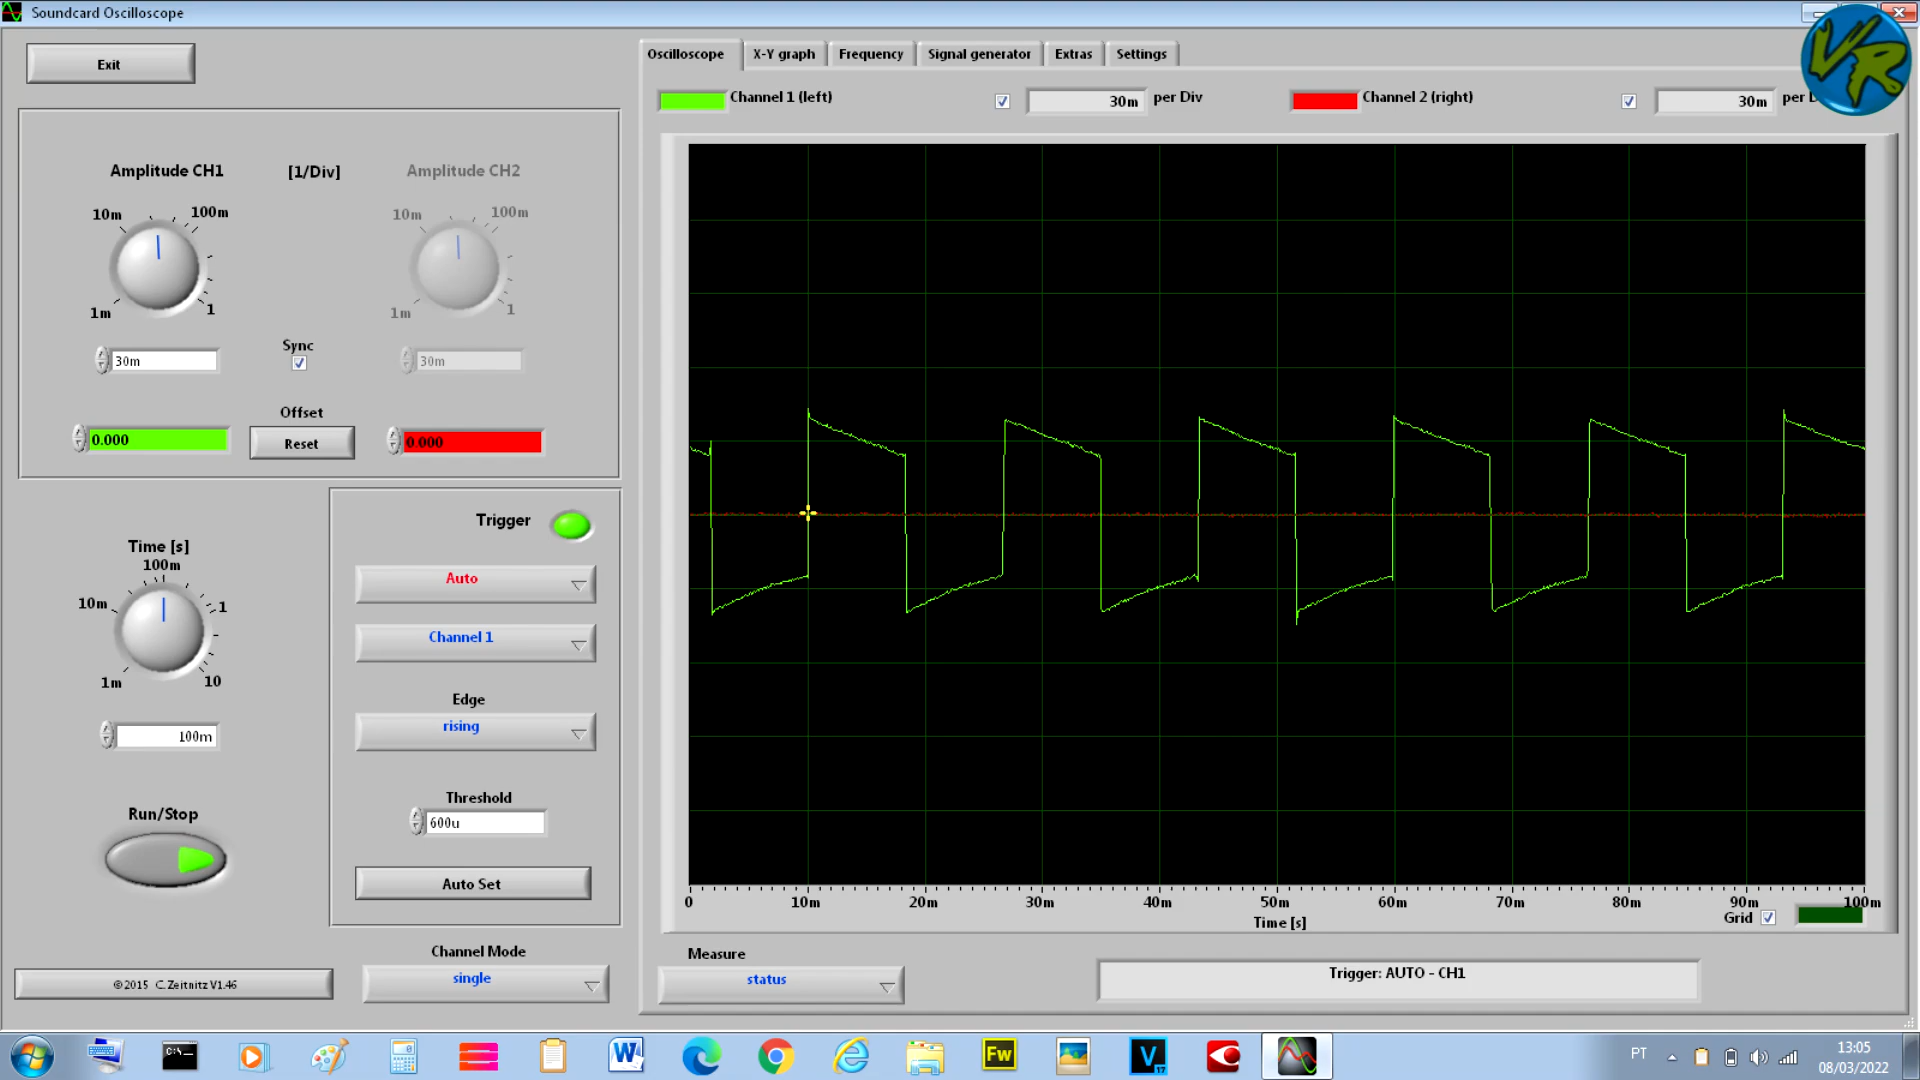 Soundcard Oscilloscope
Exit
Oscilloscope X-Y graph Frequency Signal generator Extras Settings
VR
Channel 1 (left) 30m per Div Channel 2 (right) 30m per D
Amplitude CH1 [1/Div] Amplitude CH2
10m 100m 10m 100m
1m 1 1m 1
Sync
30m 30m
Offset
0.000 Reset 0.000
Trigger
Time [s]
100m
10m 1
1m 10
100m
Auto
Channel 1
Edge
rising
Run/Stop
Threshold
600u
Auto Set
0 10m 20m 30m 40m 50m 60m 70m 80m 90m 100m
Time [s]
Grid
Channel Mode
single
©2015 C.Zeitnitz V1.46
Measure
status
Trigger: AUTO - CH1
C:\_
W
Fw
V
17
PT
13:05
08/03/2022